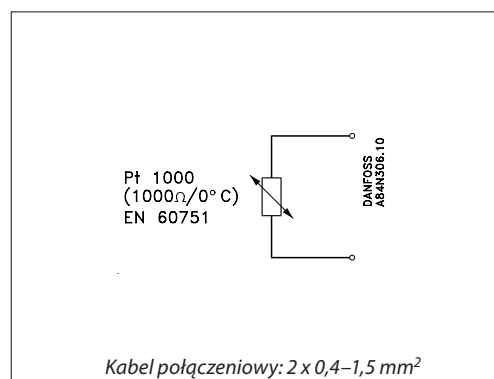 Pt 1000
(1000Ω/0°C)
EN 60751
DANFOSS
A84N306.10
Kabel połączeniowy: 2 x 0,4–1,5 mm²